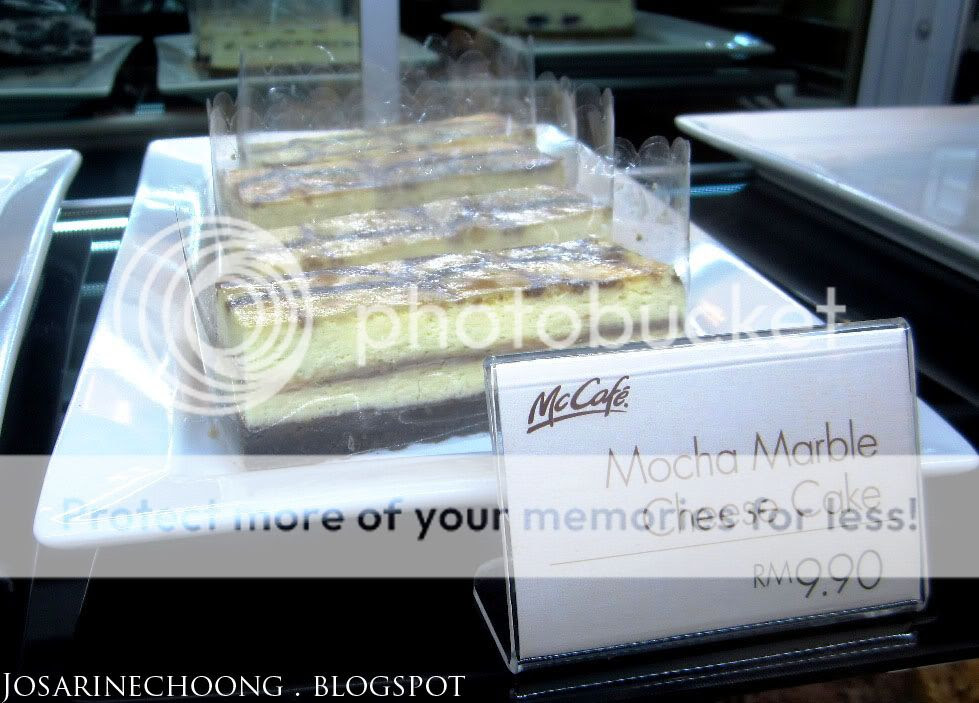 photobucket
McCafé.
Mocha Marble
Cheese Cake
Protect more of your memories for less!
RM9.90
JOSARINECHOONG . BLOGSPOT